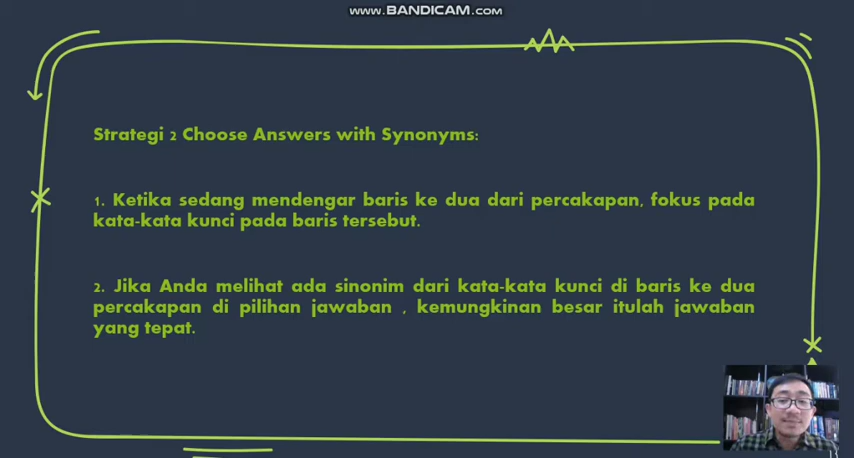 www.BANDICAM.com
Strategi 2 Choose Answers with Synonyms:
1. Ketika sedang mendengar baris ke dua dari percakapan, fokus pada
kata-kata kunci pada baris tersebut.
2. Jika Anda melihat ada sinonim dari kata-kata kunci di baris ke dua
percakapan di pilihan jawaban , kemungkinan besar itulah jawaban
yang tepat.